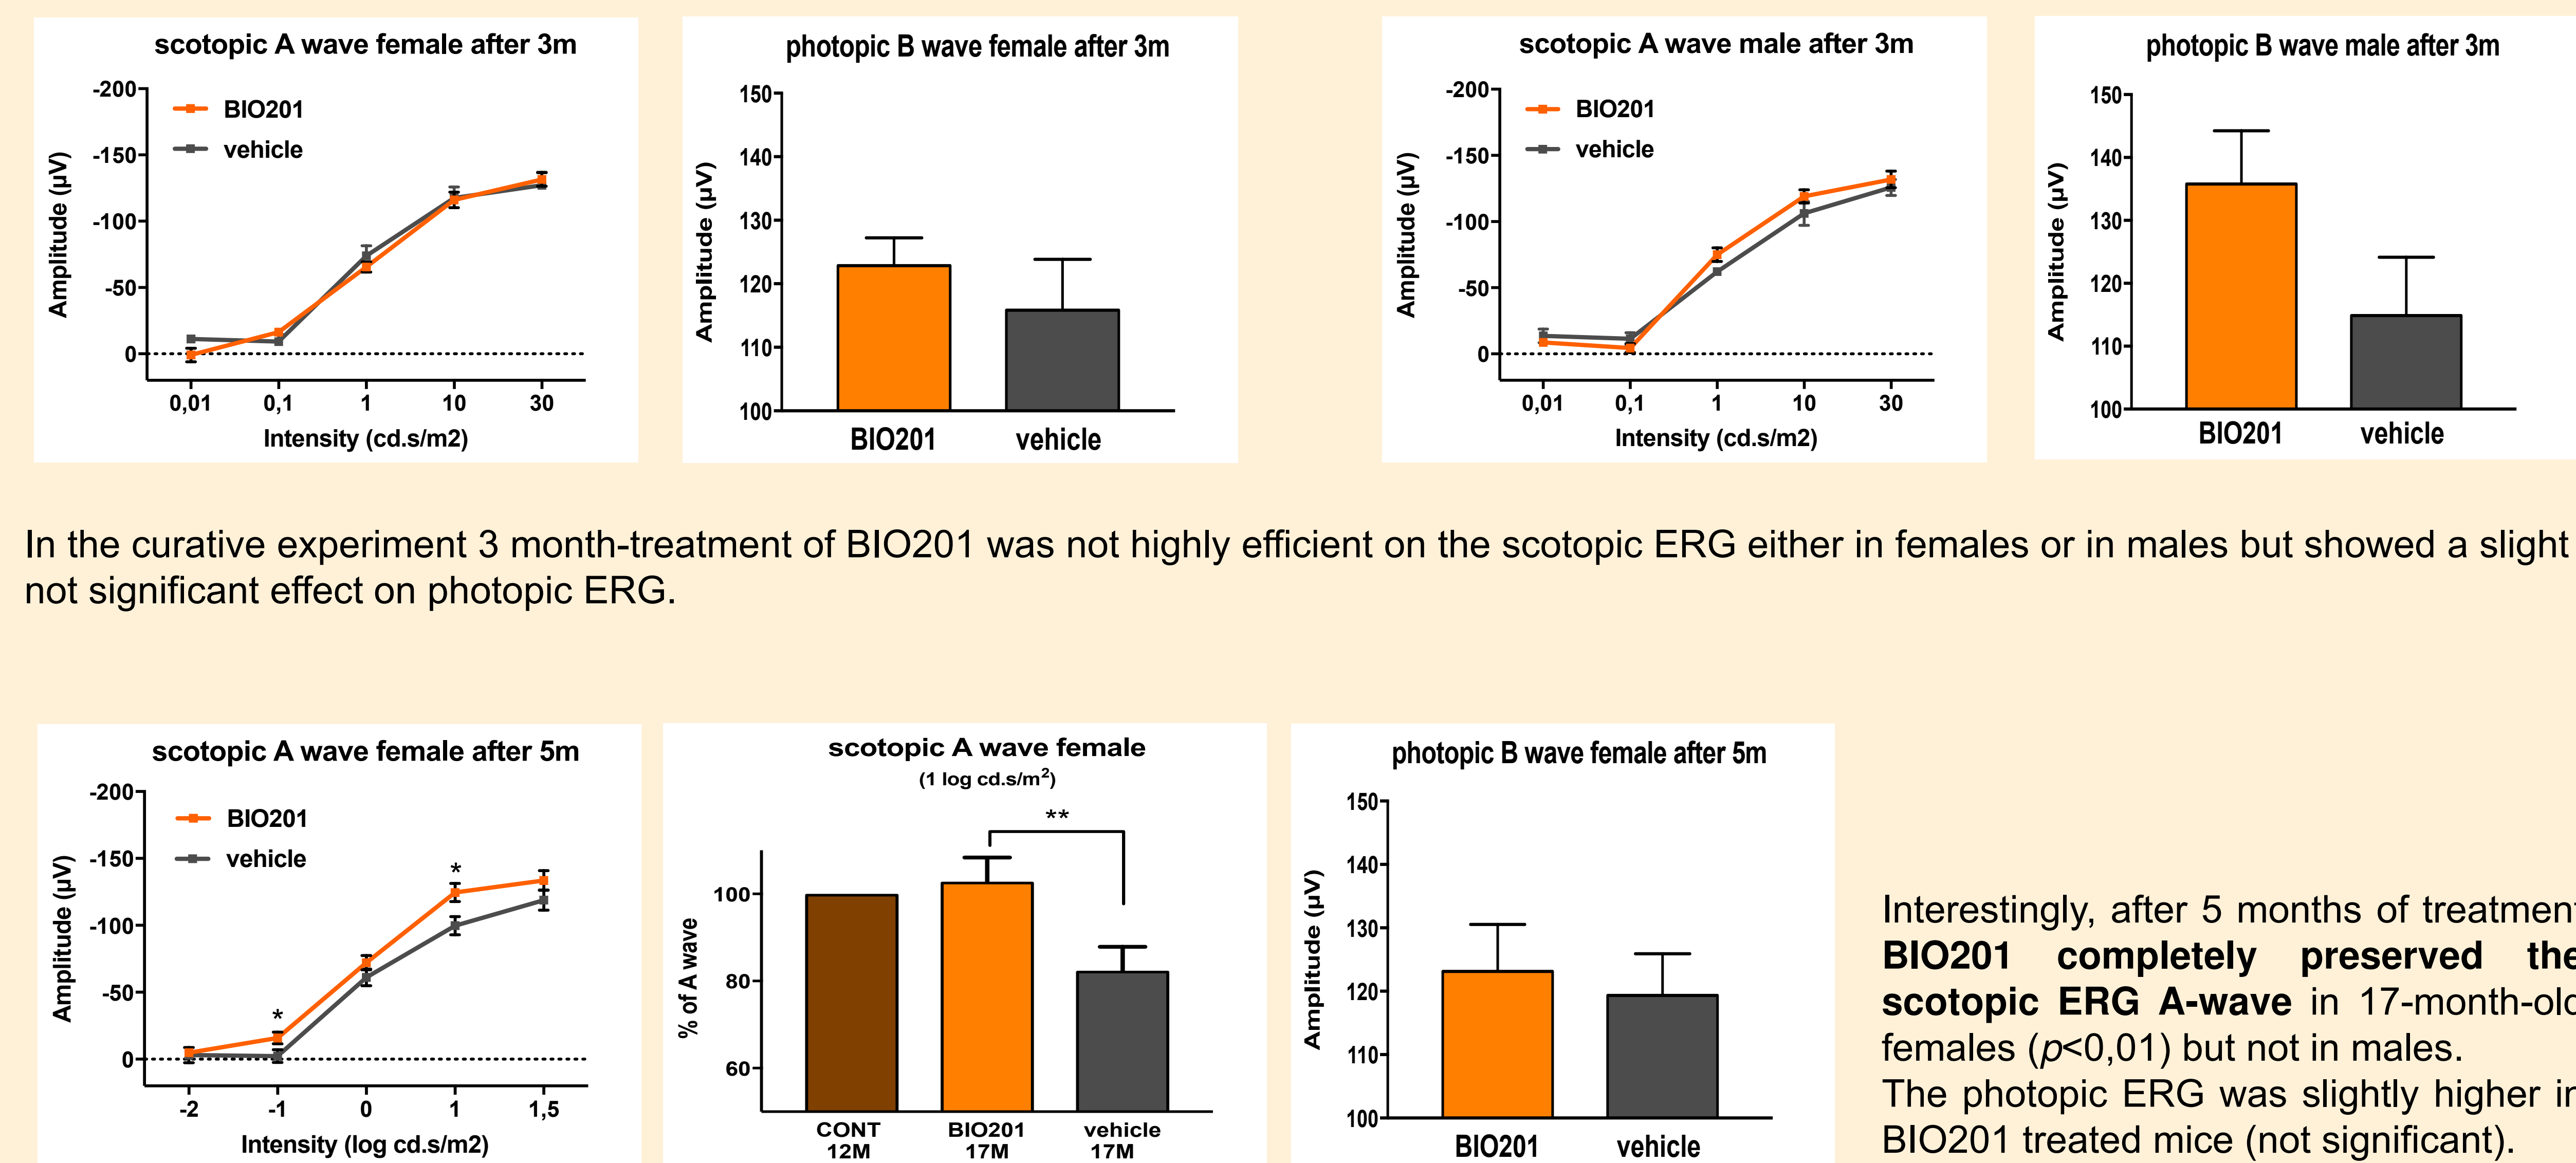 scotopic A wave female after 3m
-200
-150
-100
-50
0
Amplitude (µV)
BIO201
vehicle
0,01 0,1 1 10 30
Intensity (cd.s/m2)
photopic B wave female after 3m
150
140
130
120
110
100
Amplitude (µV)
BIO201 vehicle
scotopic A wave male after 3m
-200
-150
-100
-50
0
Amplitude (µV)
BIO201
vehicle
0,01 0,1 1 10 30
Intensity (cd.s/m2)
photopic B wave male after 3m
150
140
130
120
110
100
Amplitude (µV)
BIO201 vehicle
In the curative experiment 3 month-treatment of BIO201 was not highly efficient on the scotopic ERG either in females or in males but showed a slight
not significant effect on photopic ERG.
scotopic A wave female after 5m
-200
-150
-100
-50
0
Amplitude (µV)
BIO201
vehicle
*
*
-2 -1 0 1 1,5
Intensity (log cd.s/m2)
scotopic A wave female
(1 log cd.s/m²)
**
100
80
60
% of A wave
CONT BIO201 vehicle
12M 17M 17M
photopic B wave female after 5m
150
140
130
120
110
100
Amplitude (µV)
BIO201 vehicle
Interestingly, after 5 months of treatment
BIO201 completely preserved the
scotopic ERG A-wave in 17-month-old
females (p<0,01) but not in males.
The photopic ERG was slightly higher in
BIO201 treated mice (not significant).